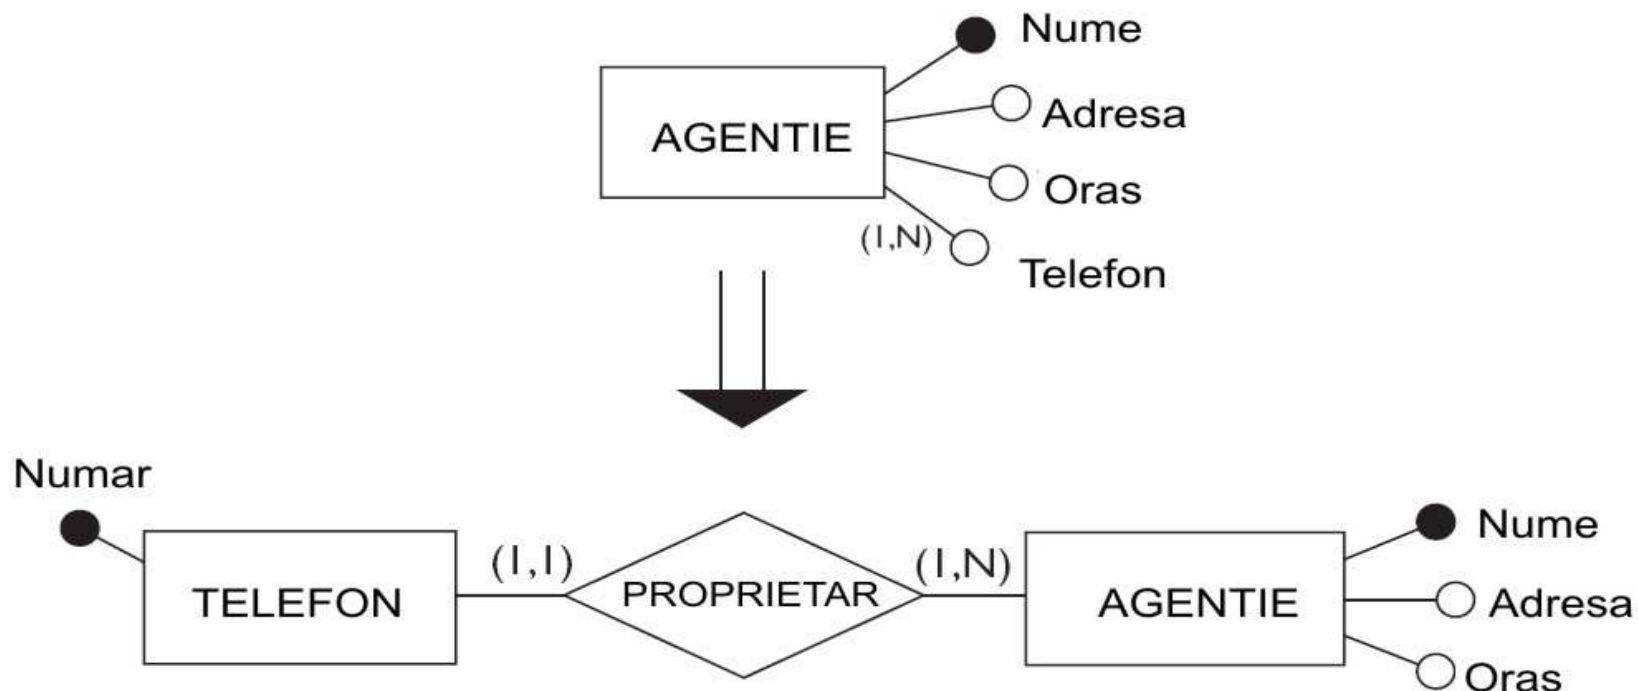 Nume
AGENTIE
Adresa
Oras
(1,N)
Telefon
Numar
TELEFON
(1,1)
PROPRIETAR
(1,N)
AGENTIE
Nume
Adresa
Oras